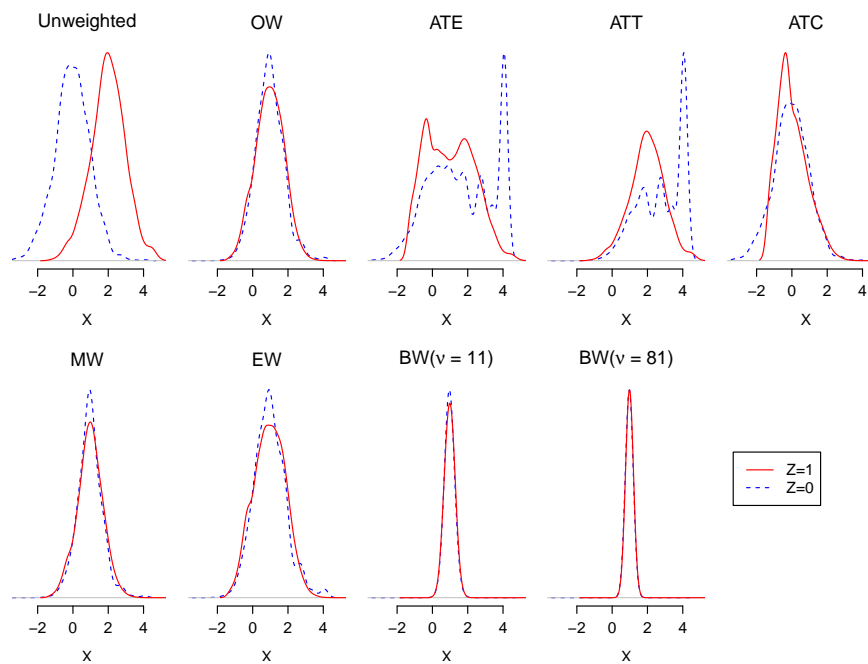 Unweighted OW ATE ATT ATC
−2 0 2 4 −2 0 2 4 −2 0 2 4 −2 0 2 4 −2 0 2 4
X X X X X
MW EW BW(ν = 11) BW(ν = 81)
Z=1
Z=0
−2 0 2 4 −2 0 2 4 −2 0 2 4 −2 0 2 4
X X X X